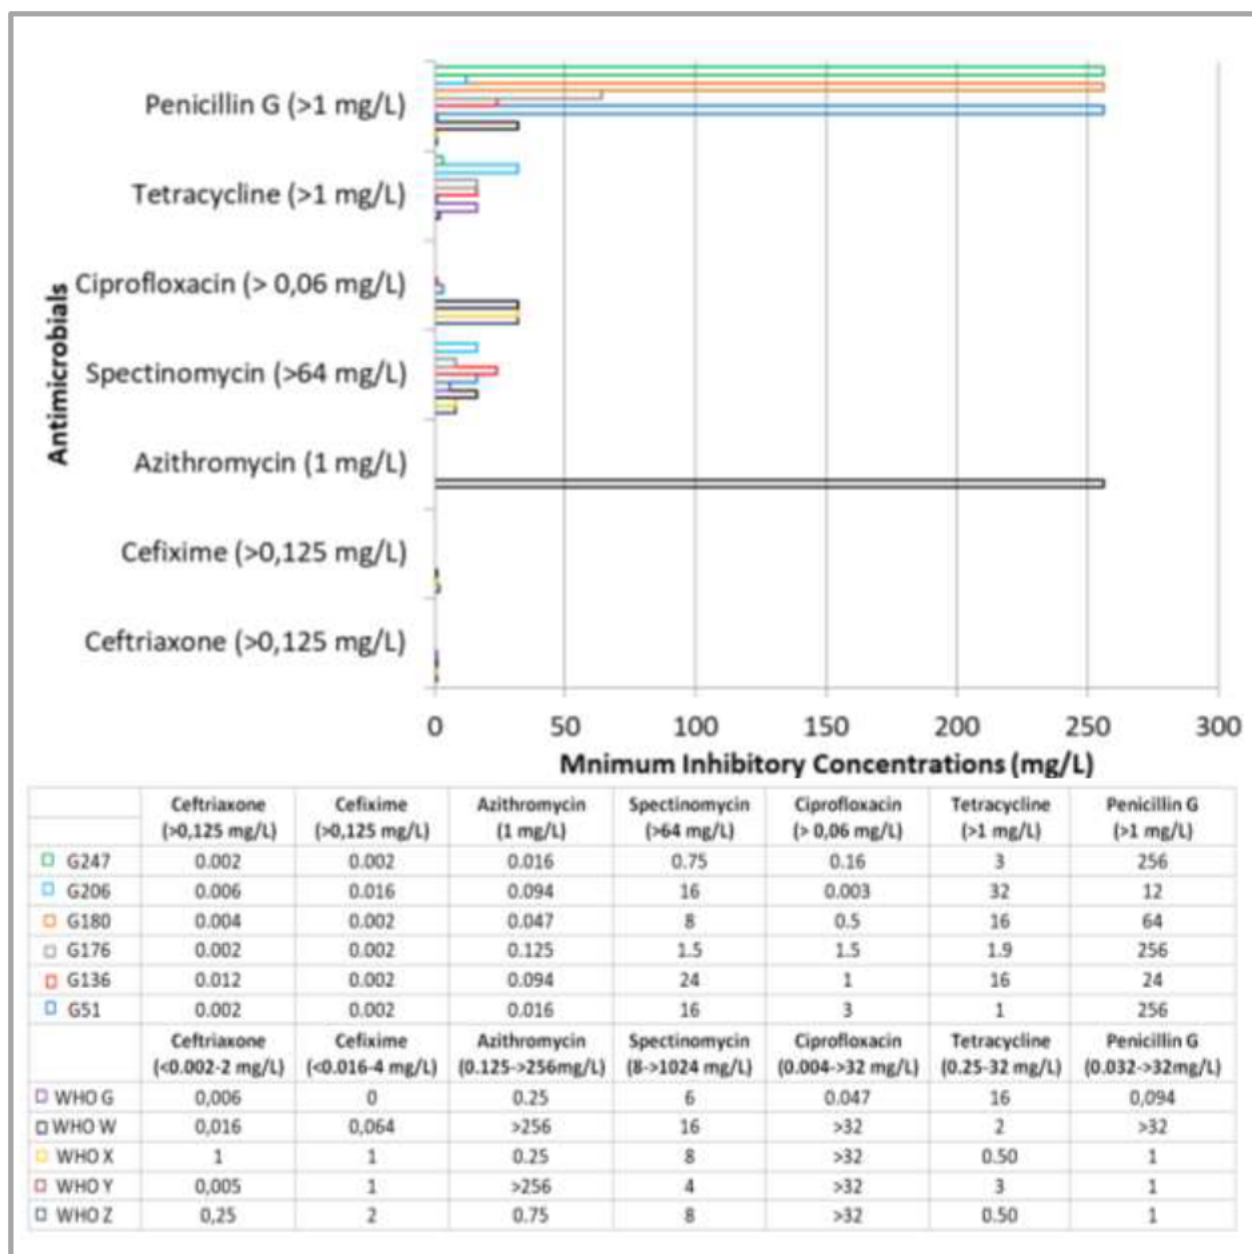 Penicillin G (>1 mg/L)
Tetracycline (>1 mg/L)
Ciprofloxacin (> 0,06 mg/L)
Spectinomycin (>64 mg/L)
Azithromycin (1 mg/L)
Cefixime (>0,125 mg/L)
Ceftriaxone (>0,125 mg/L)
Antimicrobials
0 50 100 150 200 250 300
Mnimum Inhibitory Concentrations (mg/L)
Ceftriaxone Cefixime Azithromycin Spectinomycin Ciprofloxacin Tetracycline Penicillin G
(>0,125 mg/L) (>0,125 mg/L) (1 mg/L) (>64 mg/L) (> 0,06 mg/L) (>1 mg/L) (>1 mg/L)
G247 0.002 0.002 0.016 0.75 0.16 3 256
G206 0.006 0.016 0.094 16 0.003 32 12
G180 0.004 0.002 0.047 8 0.5 16 64
G176 0.002 0.002 0.125 1.5 1.5 1.9 256
G136 0.012 0.002 0.094 24 1 16 24
G51 0.002 0.002 0.016 16 3 1 256
Ceftriaxone Cefixime Azithromycin Spectinomycin Ciprofloxacin Tetracycline Penicillin G
(<0.002-2 mg/L) (<0.016-4 mg/L) (0.125->256mg/L) (8->1024 mg/L) (0.004->32 mg/L) (0.25-32 mg/L) (0.032->32mg/L)
WHO G 0,006 0 0.25 6 0.047 16 0,094
WHO W 0,016 0,064 >256 16 >32 2 >32
WHO X 1 1 0.25 8 >32 0.50 1
WHO Y 0,005 1 >256 4 >32 3 1
WHO Z 0,25 2 0.75 8 >32 0.50 1